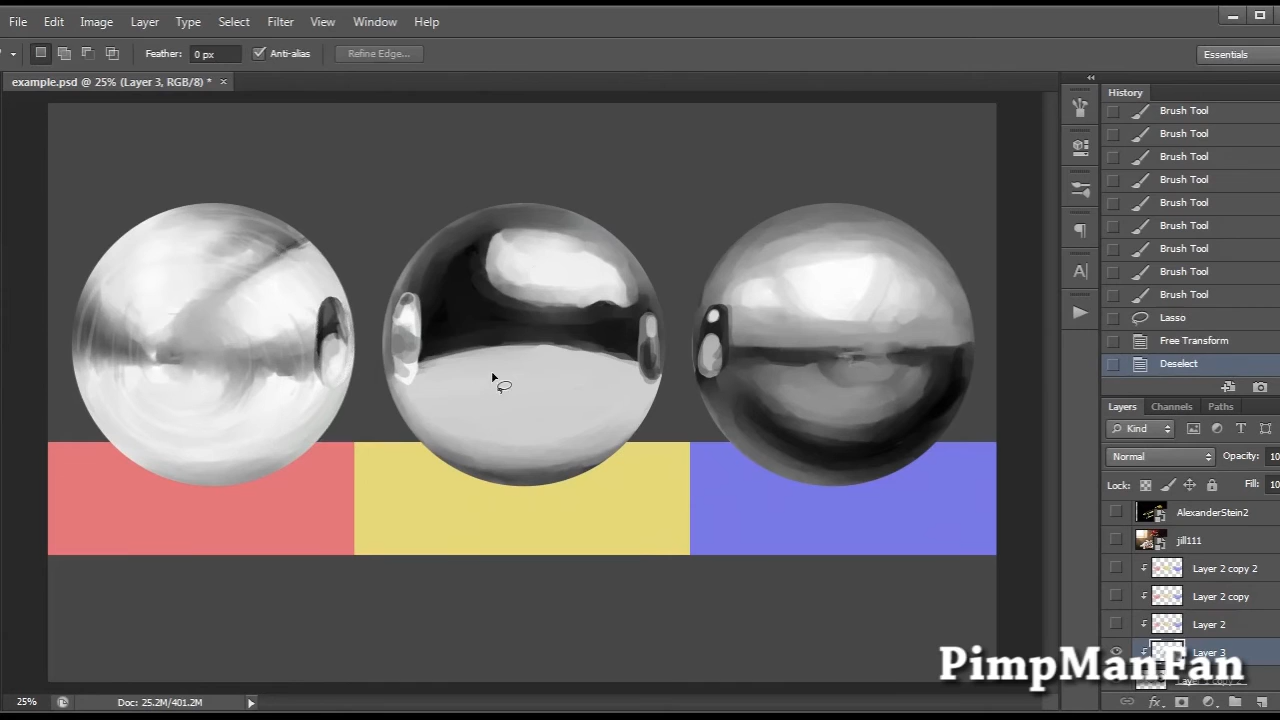 File Edit Image Layer Type Select Filter View Window Help
Feather: 0 px Anti-alias Refine Edge... Essentials
example.psd @ 25% (Layer 3, RGB/8) * ×
History
Brush Tool
Brush Tool
Brush Tool
Brush Tool
Brush Tool
Brush Tool
Brush Tool
Brush Tool
Brush Tool
Lasso
Free Transform
Deselect
Layers Channels Paths
Kind
Normal Opacity: 10
Lock: Fill: 10
AlexanderStein2
jill111
Layer 2 copy 2
Layer 2 copy
Layer 2
Layer 3
PimpManFan
25% Doc: 25.2M/401.2M